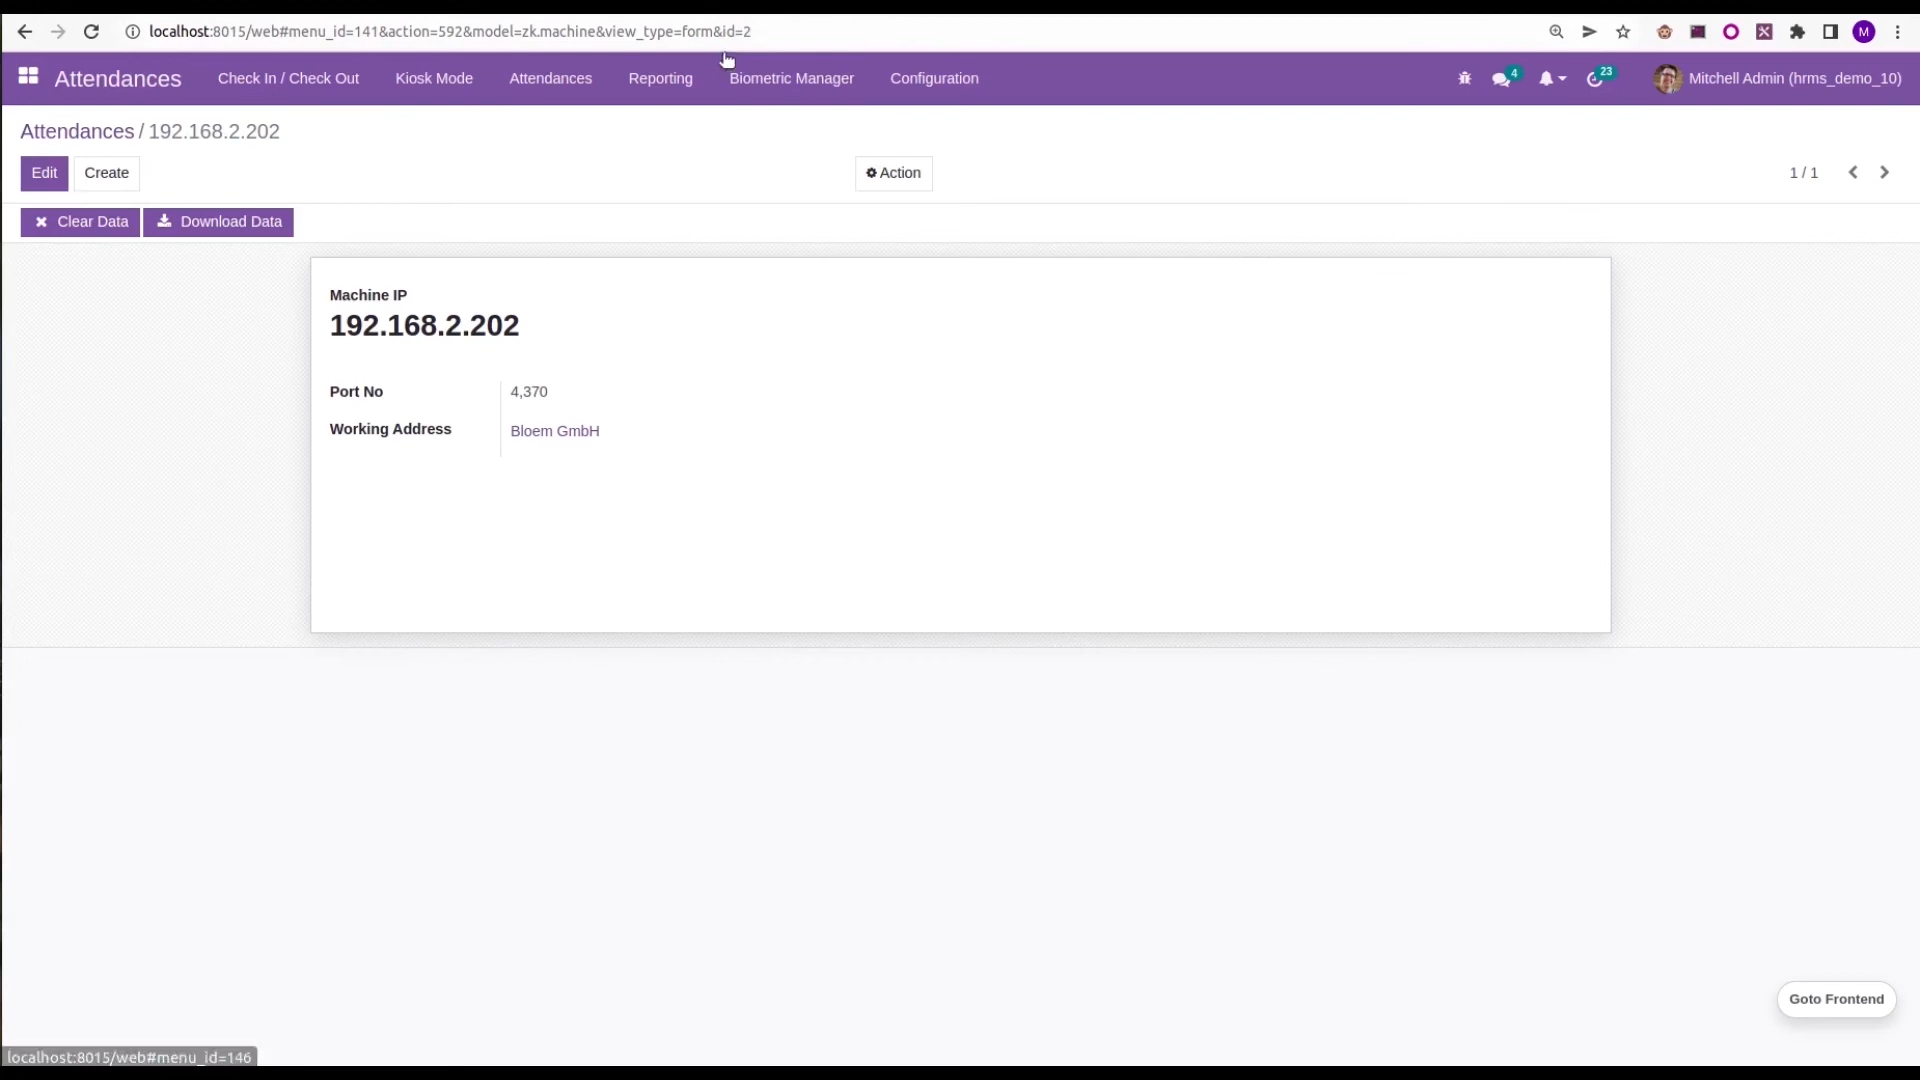 localhost:8015/web#menu_id=141&action=592&model=zk.machine&view_type=form&id=2
M
Attendances
Check In / Check Out
Kiosk Mode
Attendances
Reporting
Biometric Manager
Configuration
4
23
Mitchell Admin (hrms_demo_10)
Attendances / 192.168.2.202
Edit
Create
Action
1 / 1
Clear Data
Download Data
Machine IP
192.168.2.202
Port No
4,370
Working Address
Bloem GmbH
Goto Frontend
localhost:8015/web#menu_id=146